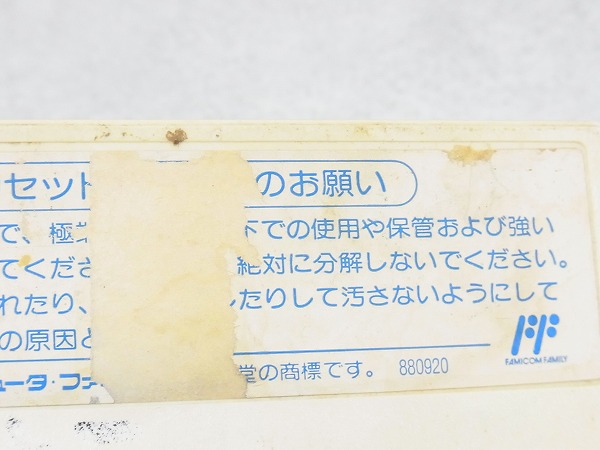 セット のお願い
で、極 下での使用や保管および強い
てくださ 絶対に分解しないでください。
れたり、 したりして汚さないようにして
の原因と
ュータ・ファ 堂の商標です。 880920
FAMICOM FAMILY